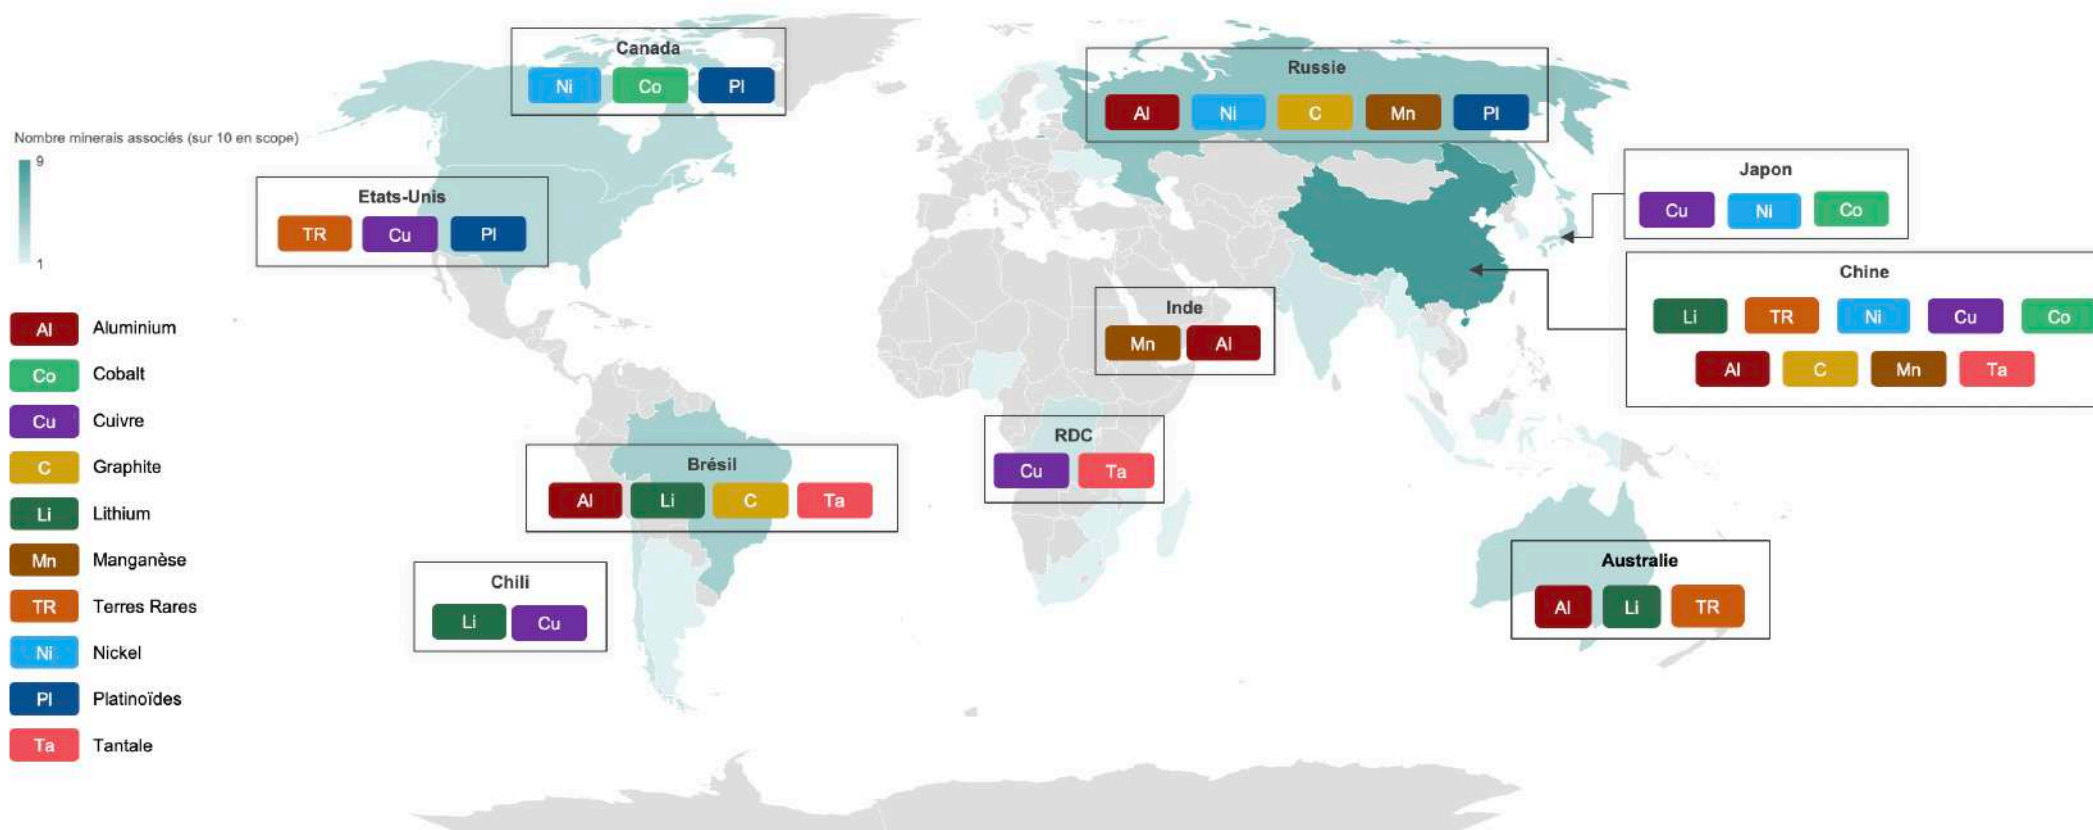 Canada
Ni Co Pl
Russie
Al Ni C Mn Pl
Nombre minerais associés (sur 10 en scope)
9
1
Etats-Unis
TR Cu Pl
Japon
Cu Ni Co
Chine
Li TR Ni Cu Co
Al C Mn Ta
Inde
Mn Al
RDC
Cu Ta
Brésil
Al Li C Ta
Chili
Li Cu
Australie
Al Li TR
Al Aluminium
Co Cobalt
Cu Cuivre
C Graphite
Li Lithium
Mn Manganèse
TR Terres Rares
Ni Nickel
Pl Platinoïdes
Ta Tantale